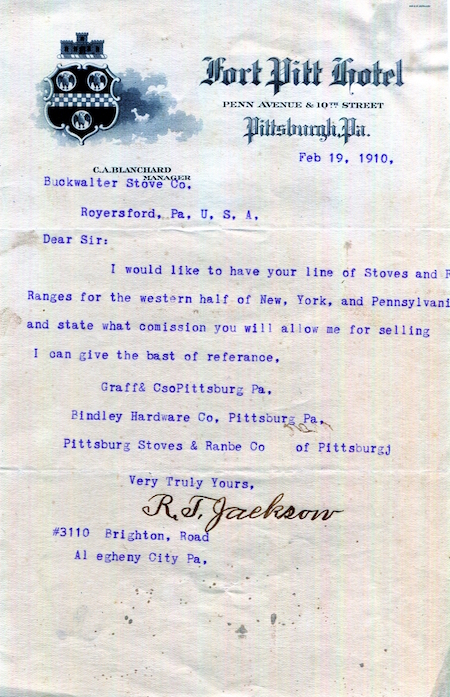 Fort Pitt Hotel
PENN AVENUE & 10TH STREET
Pittsburgh, Pa.
Feb 19, 1910,
C.A. BLANCHARD
MANAGER
Buckwalter Stove Co.
Royersford, Pa, U, S, A,
Dear Sir:
I would like to have your line of Stoves and R
Ranges for the western half of New, York, and Pennsylvani
and state what comission you will allow me for selling
I can give the bast of referance,
Graff& CsoPittsburg Pa,
Bindley Hardware Co, Pittsburg Pa,
Pittsburg Stoves & Ranbe Co of Pittsburgj
Very Truly Yours,
R. T. Jackson
#3110 Brighton, Road
Al egheny City Pa,